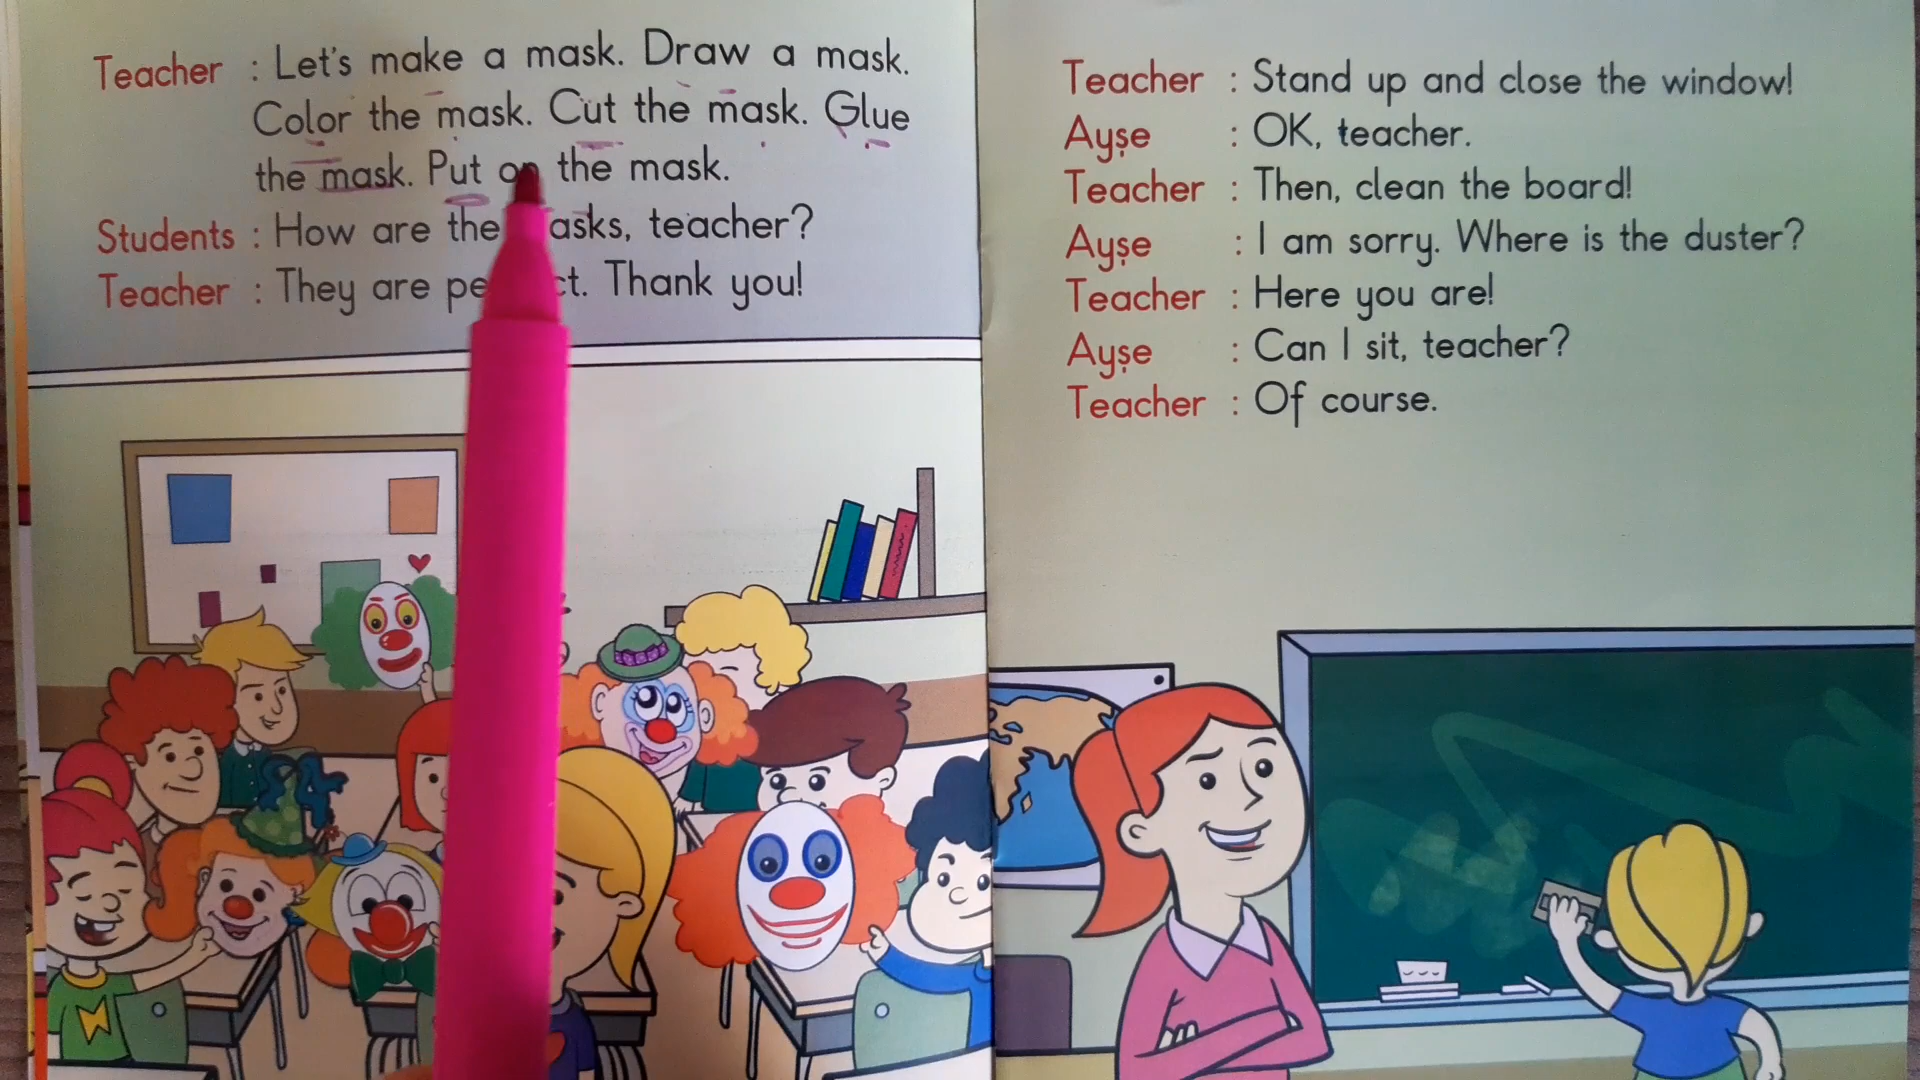 Teacher : Let's make a mask. Draw a mask.
Color the mask. Cut the mask. Glue
the mask. Put on the mask.
Students : How are the masks, teacher?
Teacher : They are perfect. Thank you!
Teacher : Stand up and close the window!
Ayşe : OK, teacher.
Teacher : Then, clean the board!
Ayşe : I am sorry. Where is the duster?
Teacher : Here you are!
Ayşe : Can I sit, teacher?
Teacher : Of course.